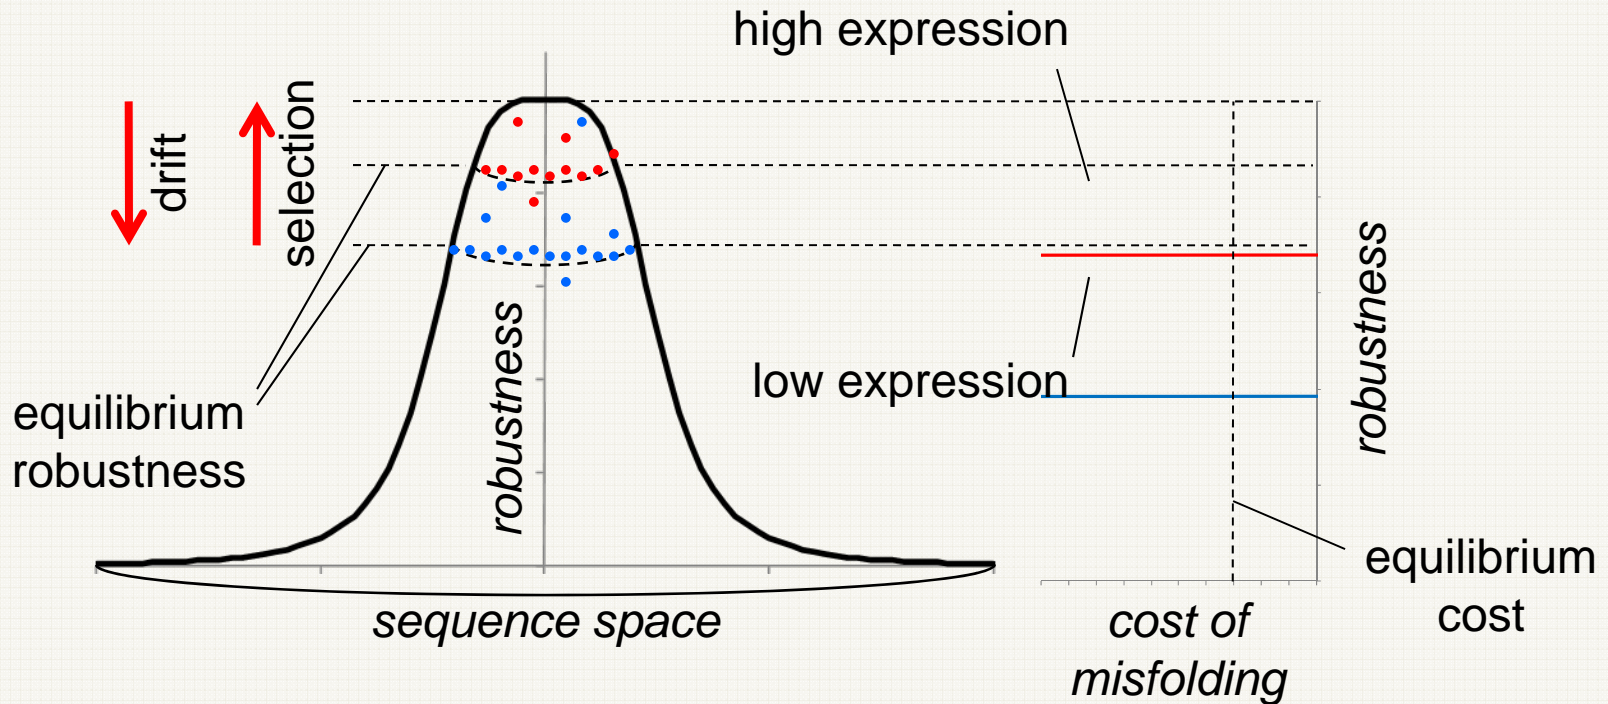 high expression
drift
selection
robustness
low expression
robustness
equilibrium
robustness
equilibrium
cost
sequence space
cost of
misfolding